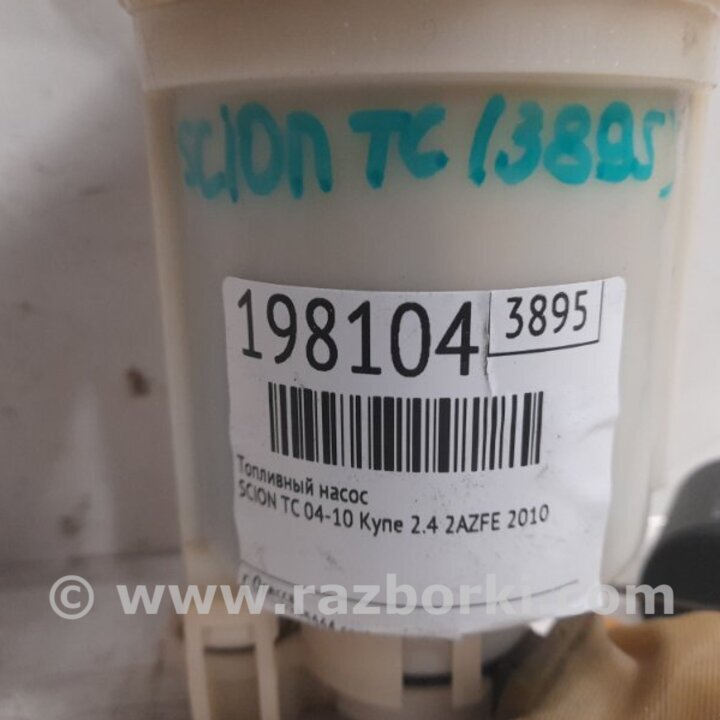 SCION TC (3895)
198104 3895
Топливный насос
SCION TC 04-10 Купе 2.4 2AZFE 2010
© www.razborki.com